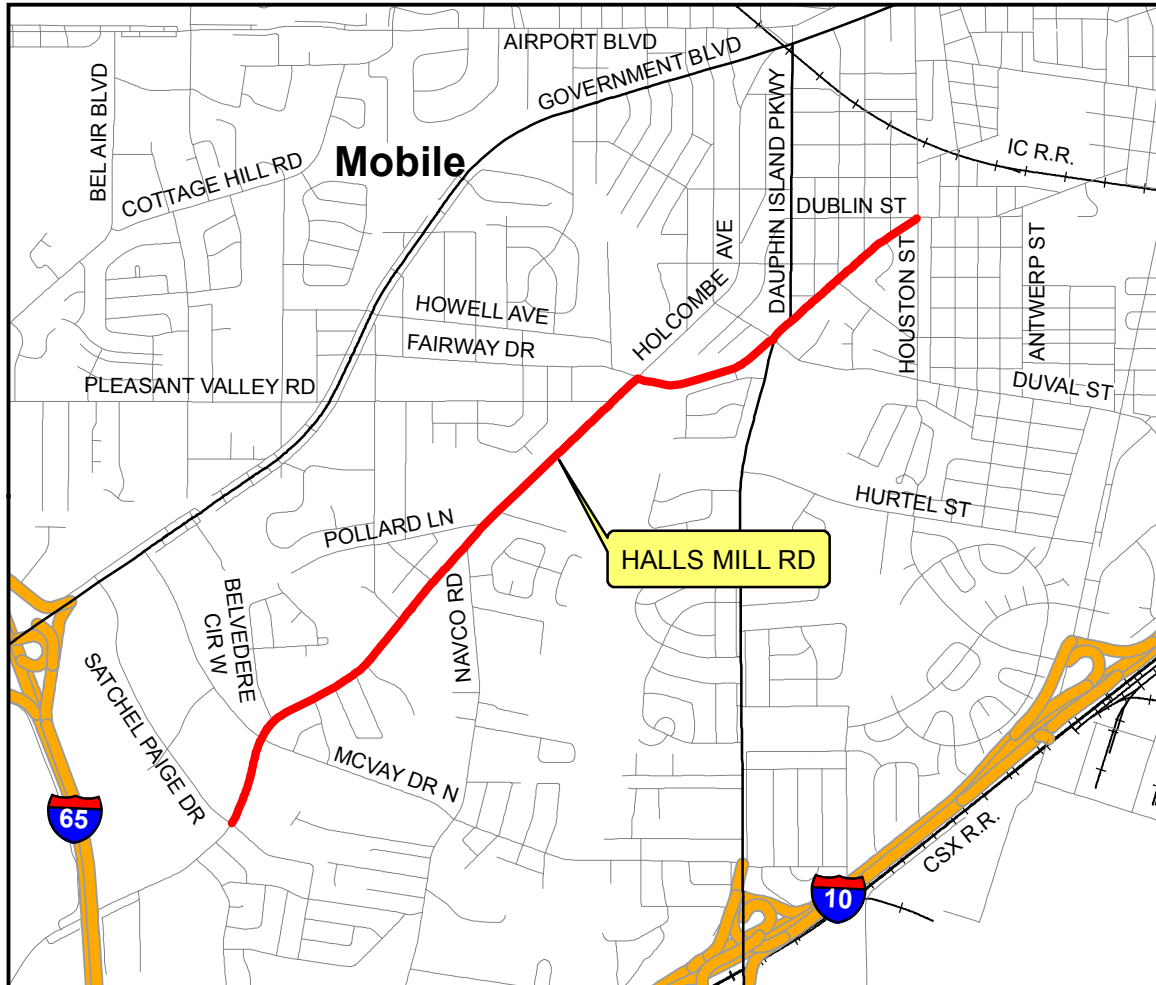 AIRPORT BLVD
GOVERNMENT BLVD
BEL AIR BLVD
COTTAGE HILL RD
Mobile
DAUPHIN ISLAND PKWY
IC R.R.
DUBLIN ST
HOLCOMBE AVE
HOUSTON ST
ANTWERP ST
HOWELL AVE
FAIRWAY DR
PLEASANT VALLEY RD
DUVAL ST
HURTEL ST
POLLARD LN
HALLS MILL RD
NAVCO RD
BELVEDERE
CIR W
SATCHEL PAIGE DR
MCVAY DR N
65
10
CSX R.R.